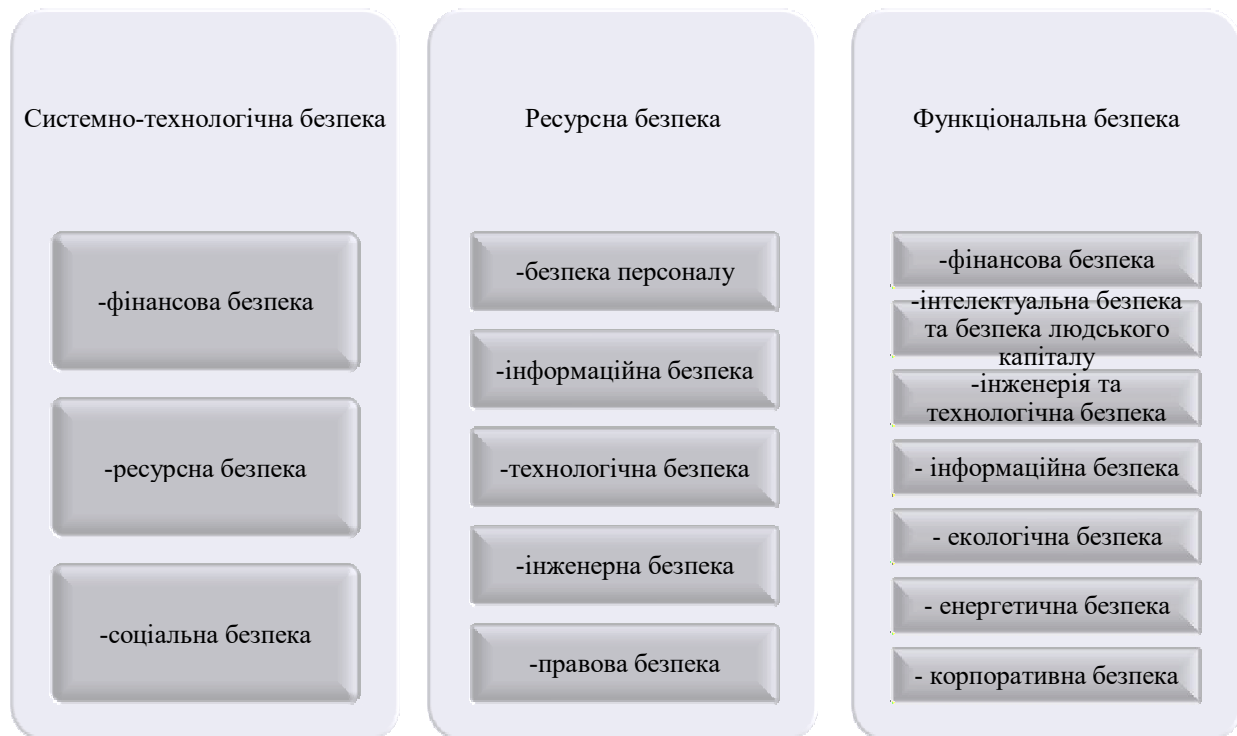 Системно-технологічна безпека
-фінансова безпека
-ресурсна безпека
-соціальна безпека
Ресурсна безпека
-безпека персоналу
-інформаційна безпека
-технологічна безпека
-інженерна безпека
-правова безпека
Функціональна безпека
-фінансова безпека
-інтелектуальна безпека
та безпека людського
капіталу
-інженерія та
технологічна безпека
- інформаційна безпека
- екологічна безпека
- енергетична безпека
- корпоративна безпека